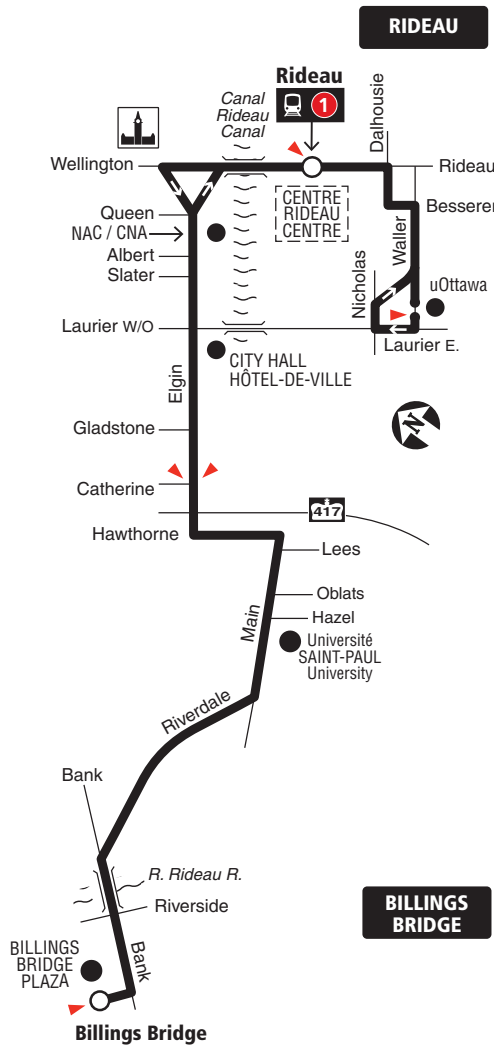 RIDEAU
Rideau
1
Canal
Rideau
Canal
Dalhousie
Wellington
Rideau
CENTRE
RIDEAU
CENTRE
Besserer
Queen
NAC / CNA
Waller
Albert
Slater
Nicholas
uOttawa
Laurier W/O
Laurier E.
CITY HALL
HÔTEL-DE-VILLE
Elgin
N
Gladstone
Catherine
417
Hawthorne
Lees
Oblats
Main
Hazel
Université
SAINT-PAUL
University
Riverdale
Bank
R. Rideau R.
Riverside
BILLINGS
BRIDGE
BILLINGS
BRIDGE
PLAZA
Bank
Billings Bridge